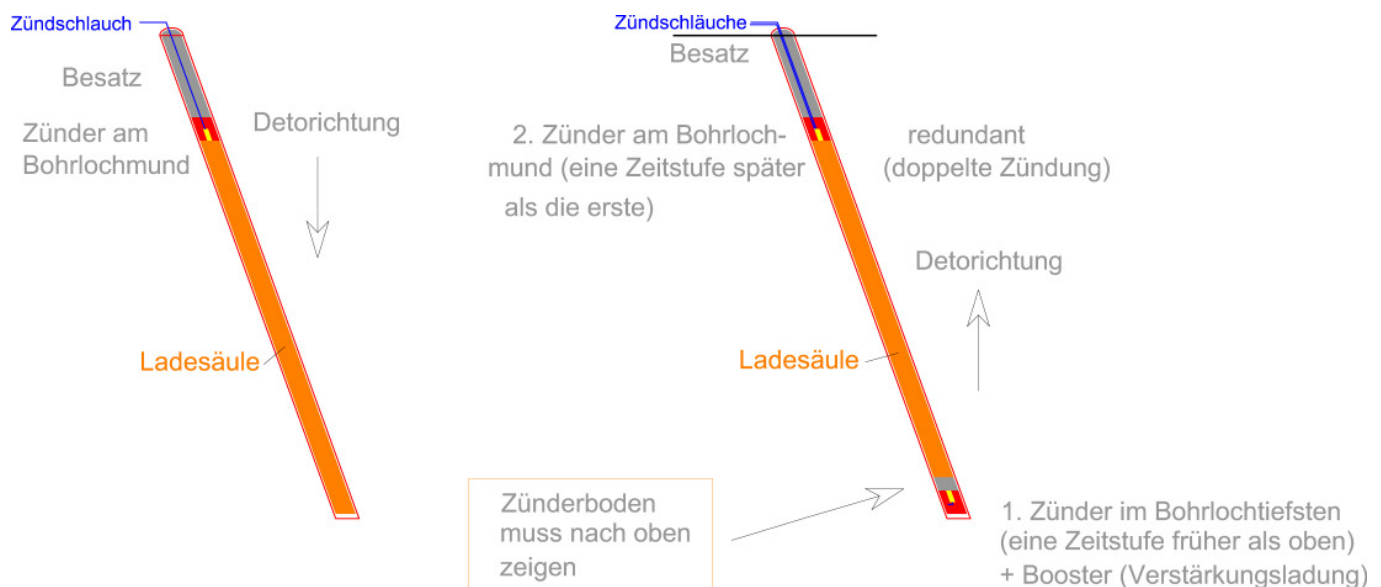 Zündschlauch
Besatz
Zünder am
Bohrlochmund
Detorichtung
Ladesäule
Zündschläuche
Besatz
2. Zünder am Bohrloch-
mund (eine Zeitstufe später
als die erste)
redundant
(doppelte Zündung)
Detorichtung
Ladesäule
Zünderboden
muss nach oben
zeigen
1. Zünder im Bohrlochtiefsten
(eine Zeitstufe früher als oben)
+ Booster (Verstärkungsladung)